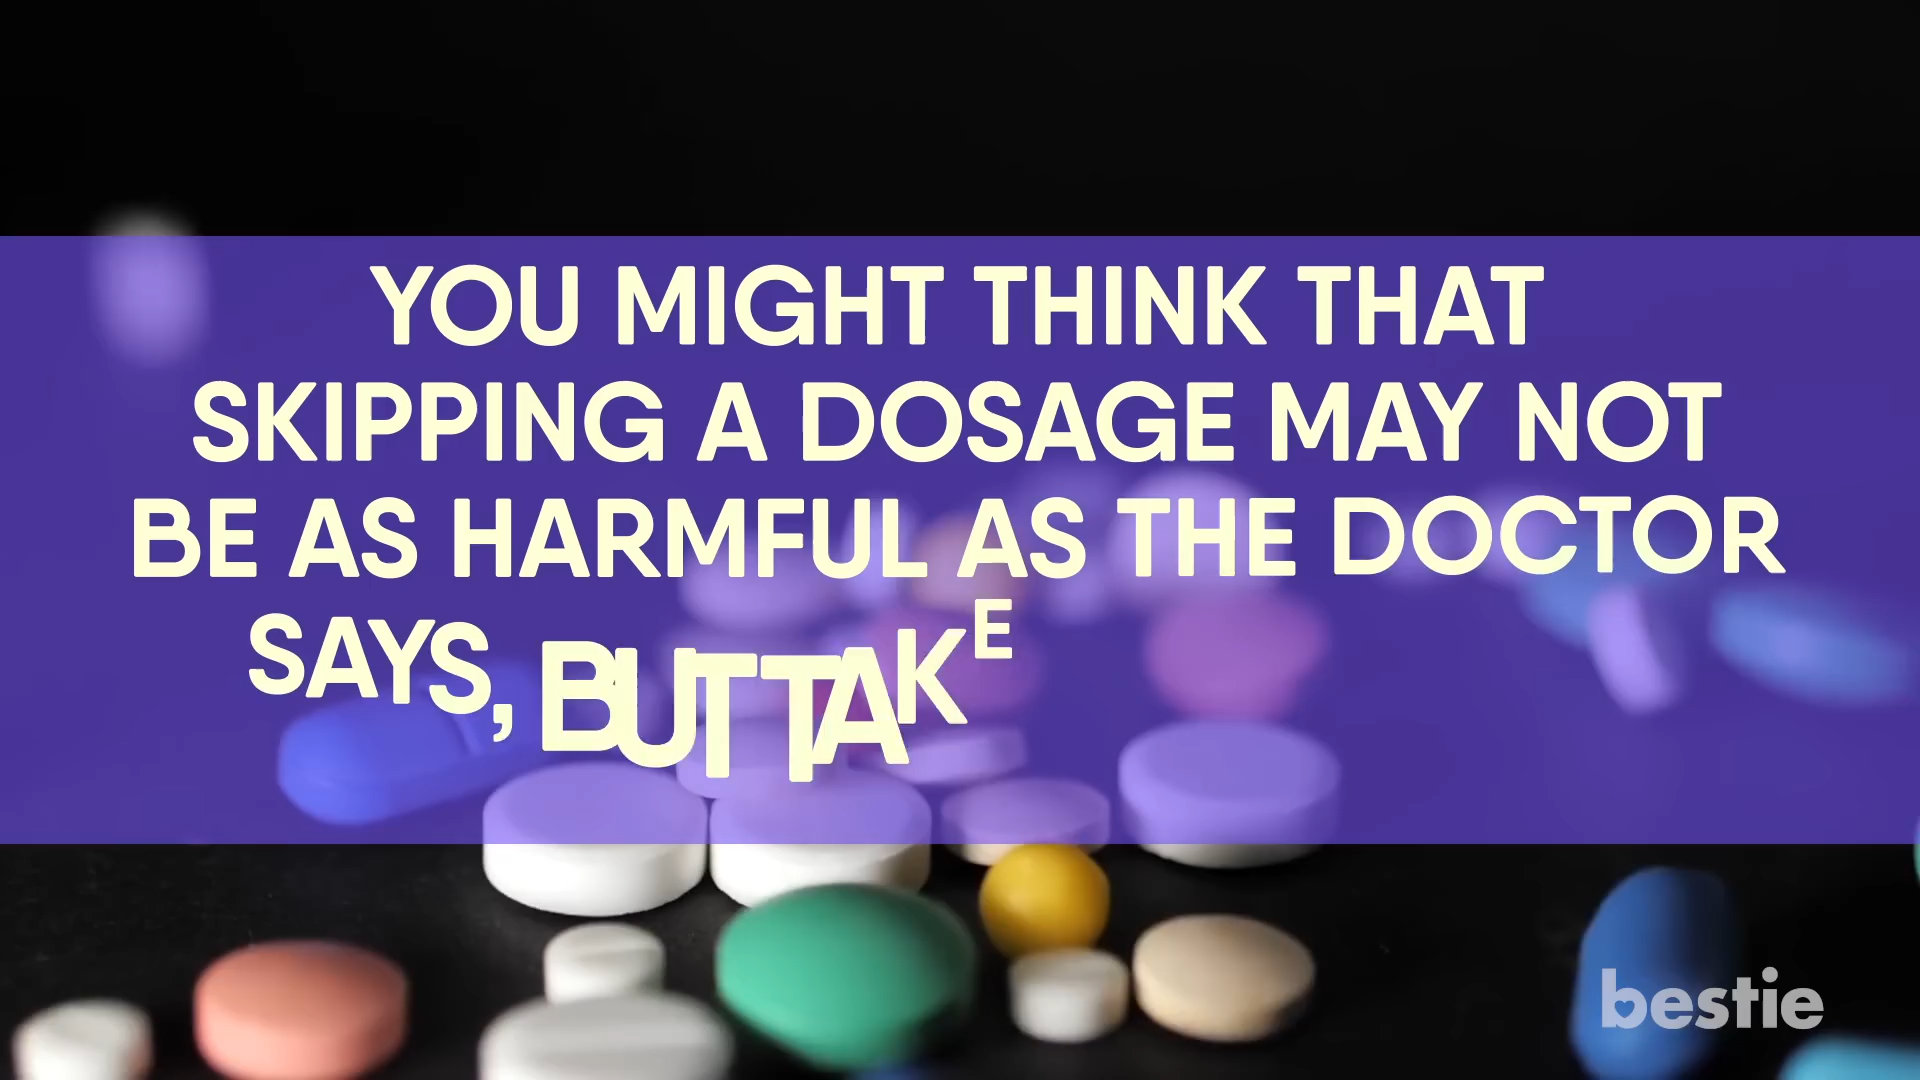 YOU MIGHT THINK THAT
SKIPPING A DOSAGE MAY NOT
BE AS HARMFUL AS THE DOCTOR
SAYS, BUT TAKE
bestie